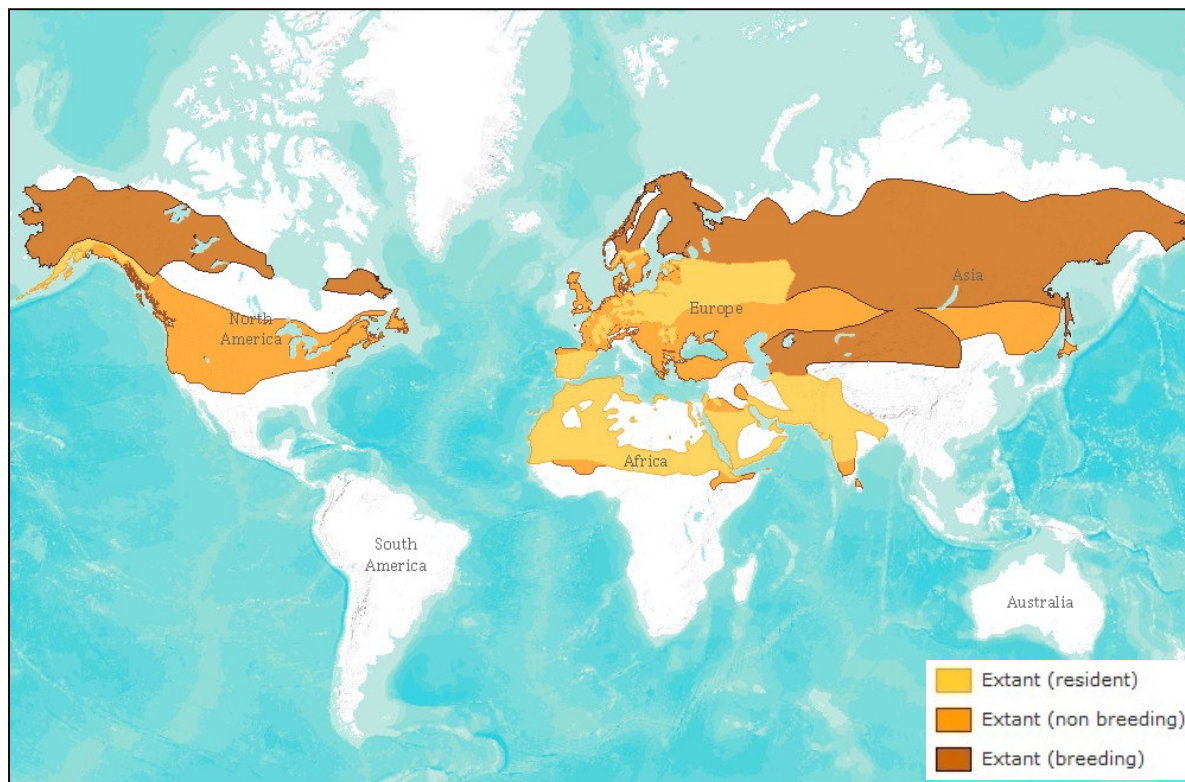 Asia
Europe
North
America
Africa
South
America
Australia
Extant (resident)
Extant (non breeding)
Extant (breeding)